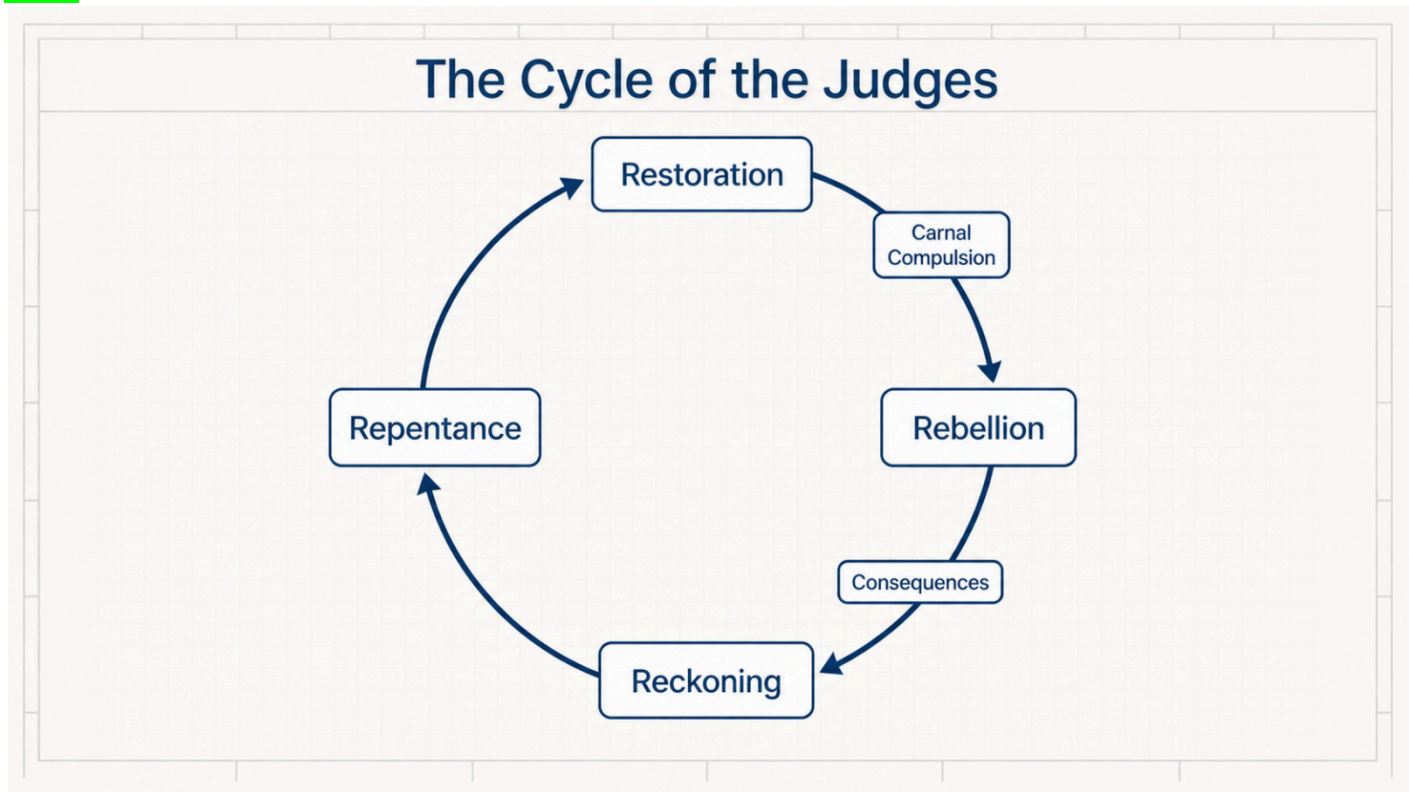 The Cycle of the Judges
Restoration
Carnal
Compulsion
Repentance
Rebellion
Consequences
Reckoning